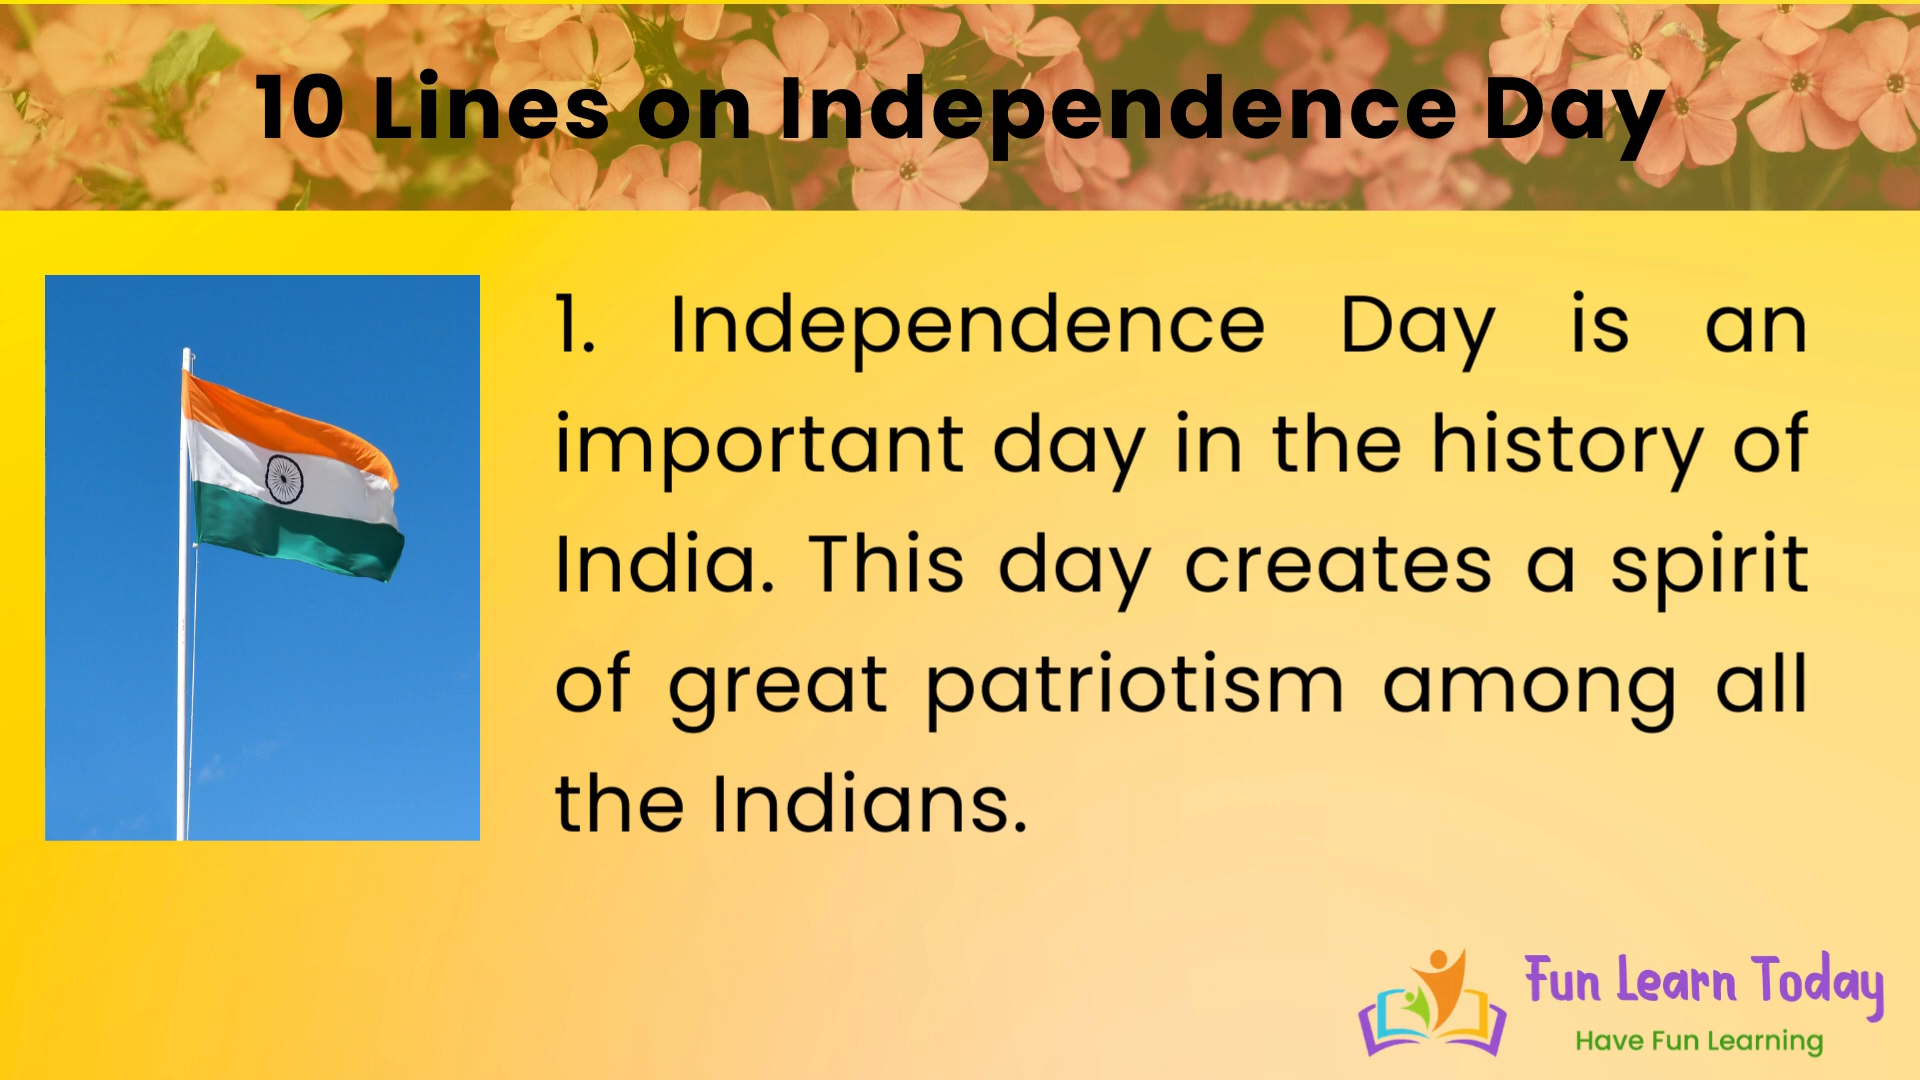 10 Lines on Independence Day
1. Independence Day is an
important day in the history of
India. This day creates a spirit
of great patriotism among all
the Indians.
Fun Learn Today
Have Fun Learning